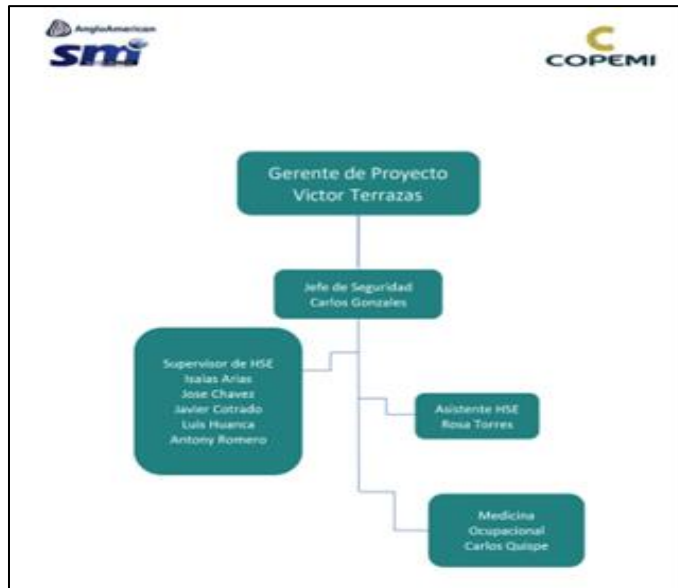 AngloAmerican
smi
COPEMI
Gerente de Proyecto
Victor Terrazas
Jefe de Seguridad
Carlos Gonzales
Supervisor de HSE
Isaias Arias
Jose Chavez
Javier Cotrado
Luis Huanca
Antony Romero
Asistente HSE
Rosa Torres
Medicina
Ocupacional
Carlos Quispe